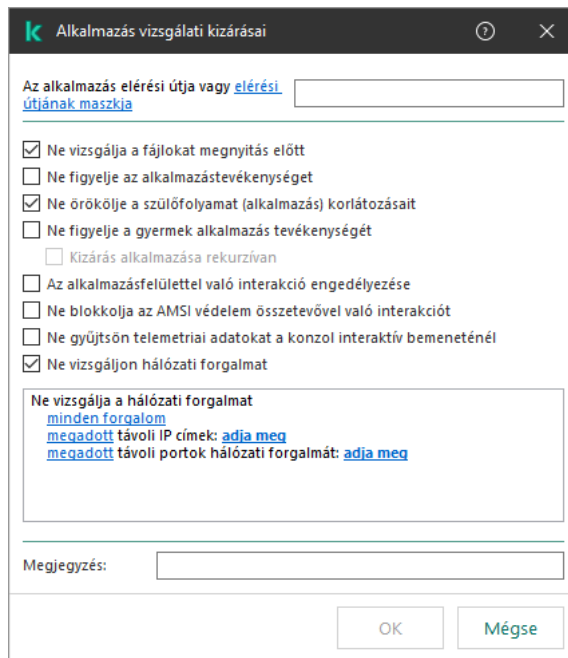 Alkalmazás vizsgálati kizárásai
Az alkalmazás elérési útja vagy elérési
útjának maszkja
Ne vizsgálja a fájlokat megnyitás előtt
Ne figyelje az alkalmazástevékenységet
Ne örökölje a szülőfolyamat (alkalmazás) korlátozásait
Ne figyelje a gyermek alkalmazás tevékenységét
Kizárás alkalmazása rekurzívan
Az alkalmazásfelülettel való interakció engedélyezése
Ne blokkolja az AMSI védelem összetevővel való interakciót
Ne gyűjtsön telemetriai adatokat a konzol interaktív bemeneténél
Ne vizsgáljon hálózati forgalmat
Ne vizsgálja a hálózati forgalmat
minden forgalom
megadott távoli IP címek: adja meg
megadott távoli portok hálózati forgalmát: adja meg
Megjegyzés:
OK Mégse